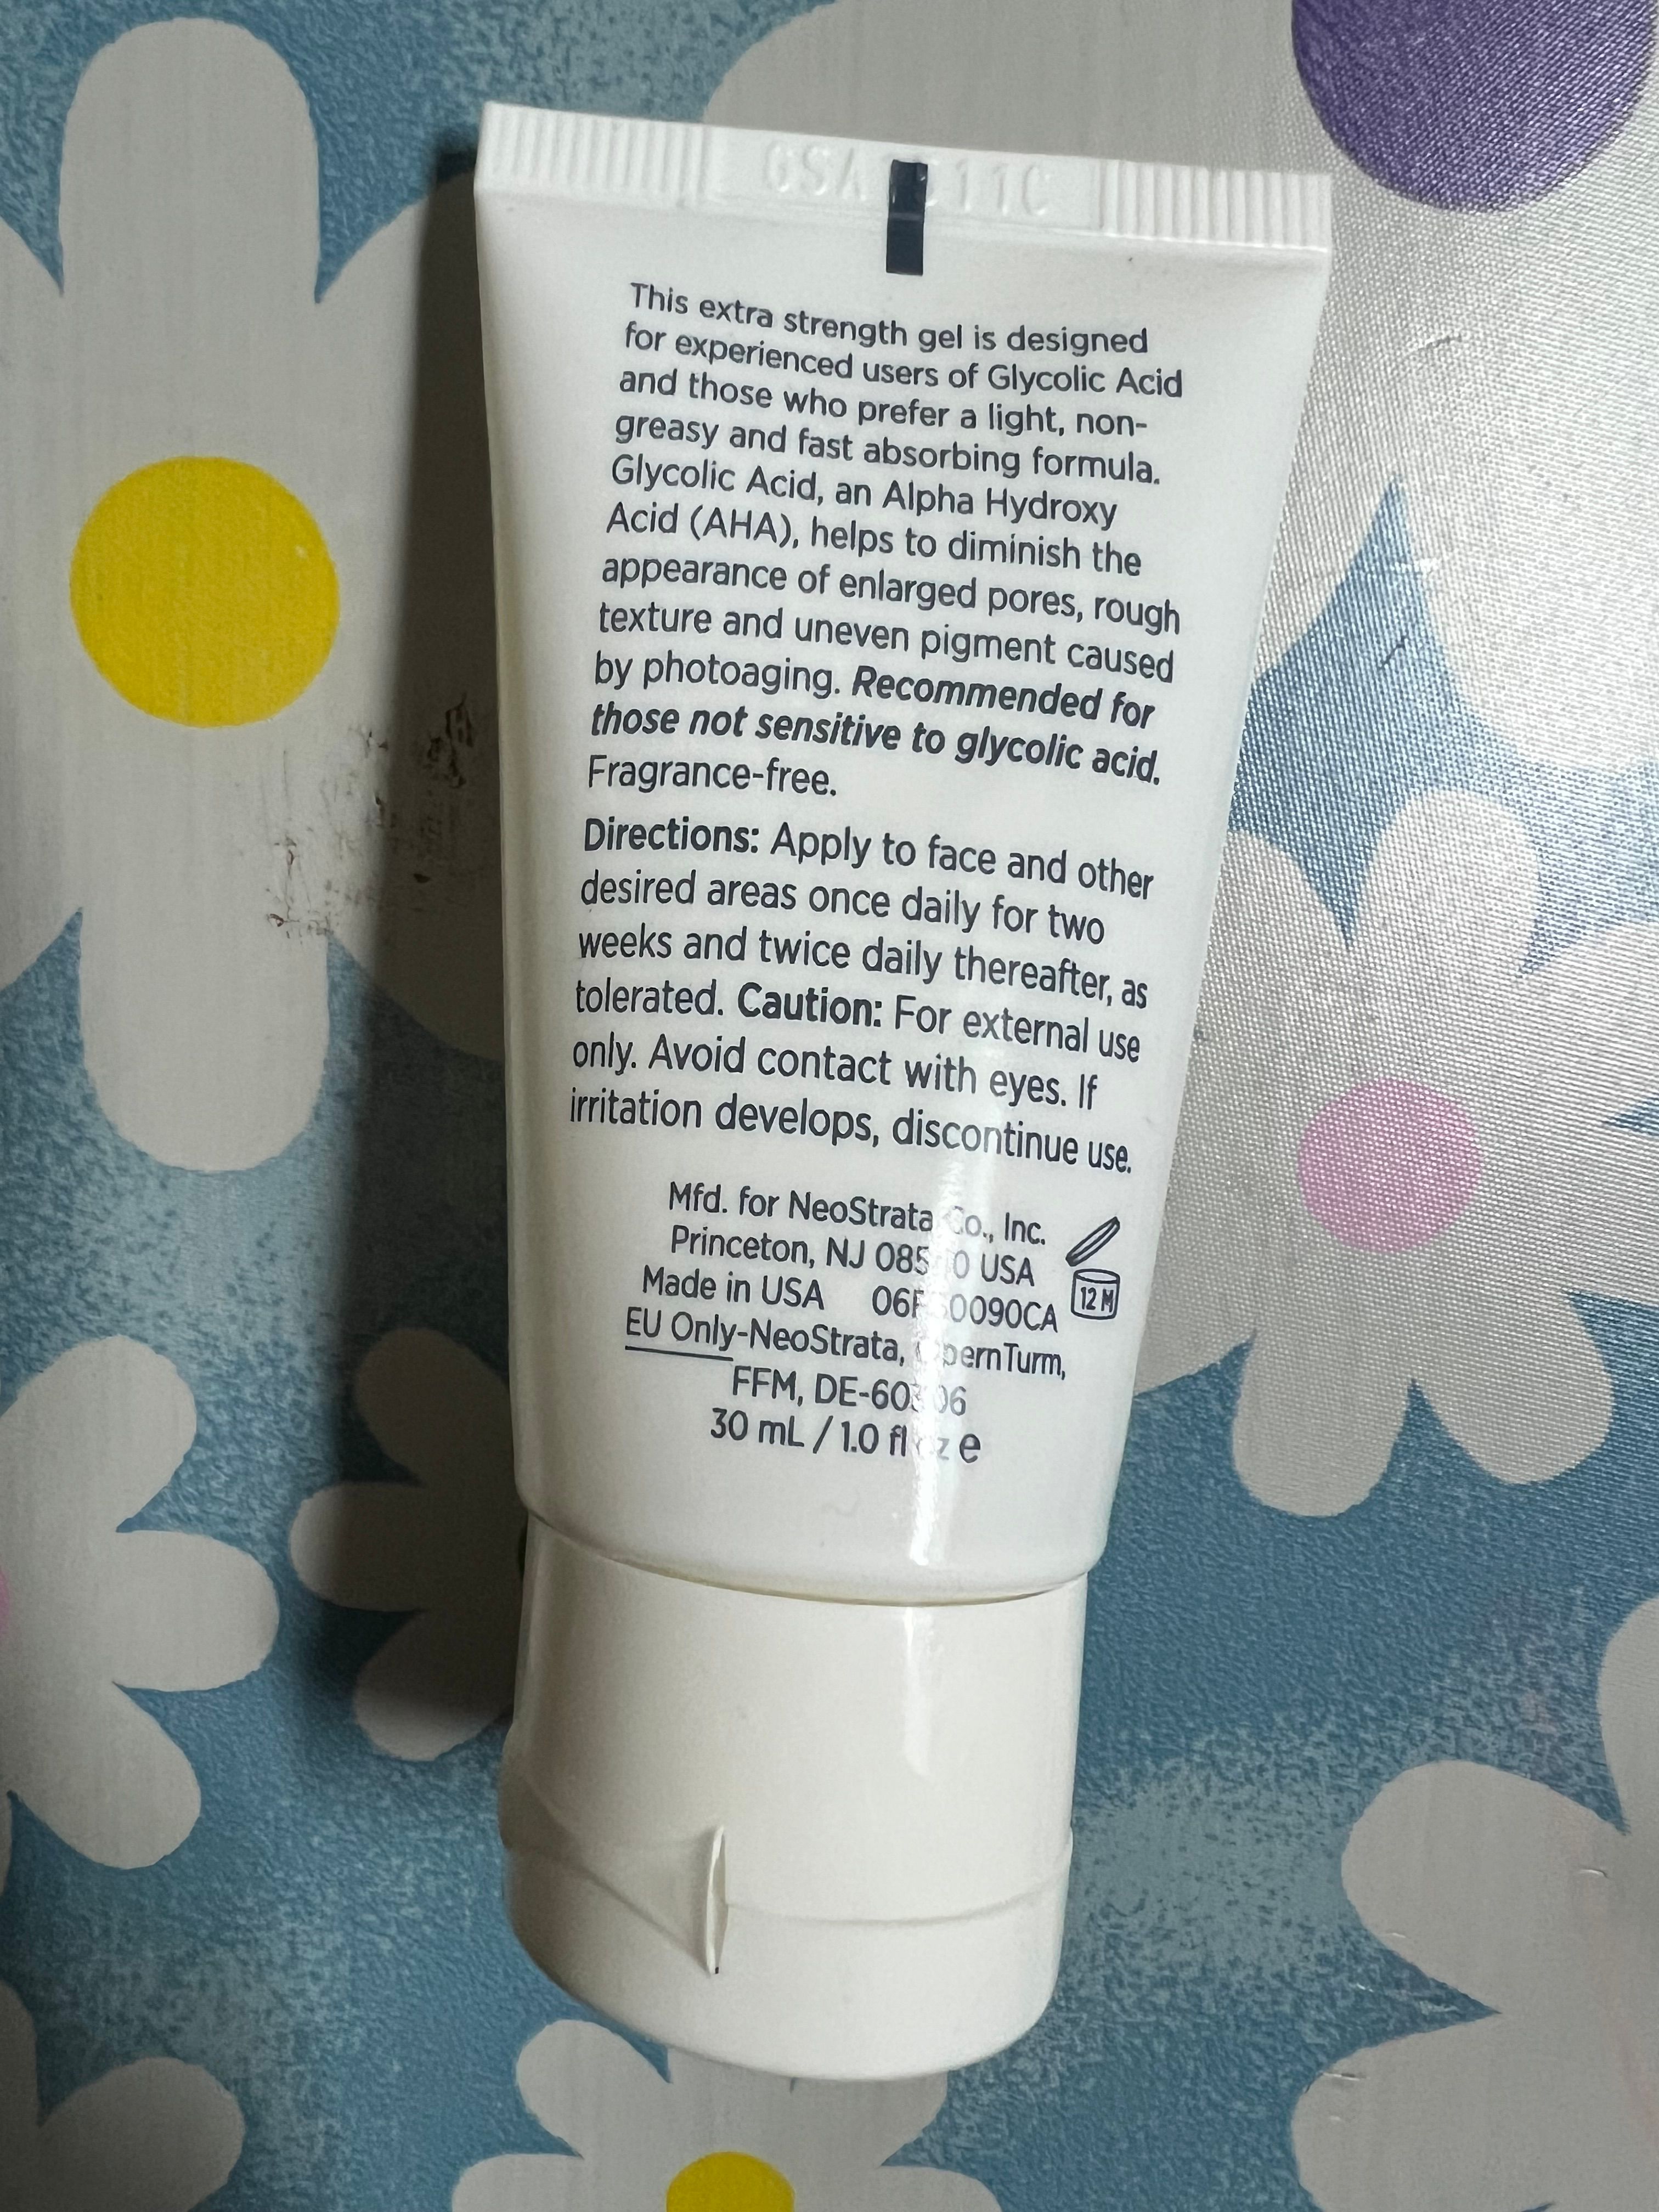 This extra strength gel is designed
for experienced users of Glycolic Acid
and those who prefer a light, non-
greasy and fast absorbing formula.
Glycolic Acid, an Alpha Hydroxy
Acid (AHA), helps to diminish the
appearance of enlarged pores, rough
texture and uneven pigment caused
by photoaging. Recommended for
those not sensitive to glycolic acid.
Fragrance-free.
Directions: Apply to face and other
desired areas once daily for two
weeks and twice daily thereafter, as
tolerated. Caution: For external use
only. Avoid contact with eyes. If
irritation develops, discontinue use.
Mfd. for NeoStrata Co., Inc.
Princeton, NJ USA
Made in USA
12 M
EU Only-NeoStrata,
FFM,
30 mL / 1.0 fl oz e